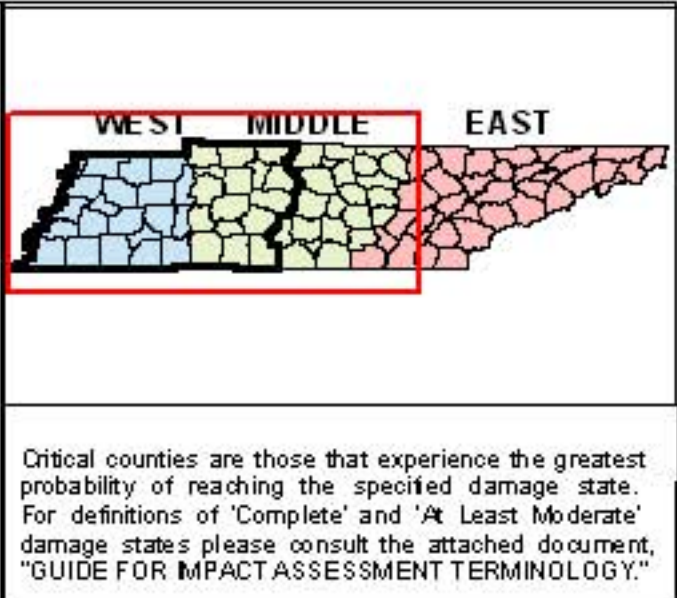 WEST MIDDLE EAST
Critical counties are those that experience the greatest
probability of reaching the specified damage state.
For definitions of 'Complete' and 'At Least Moderate'
damage states please consult the attached document,
"GUIDE FOR IMPACT ASSESSMENT TERMINOLOGY."